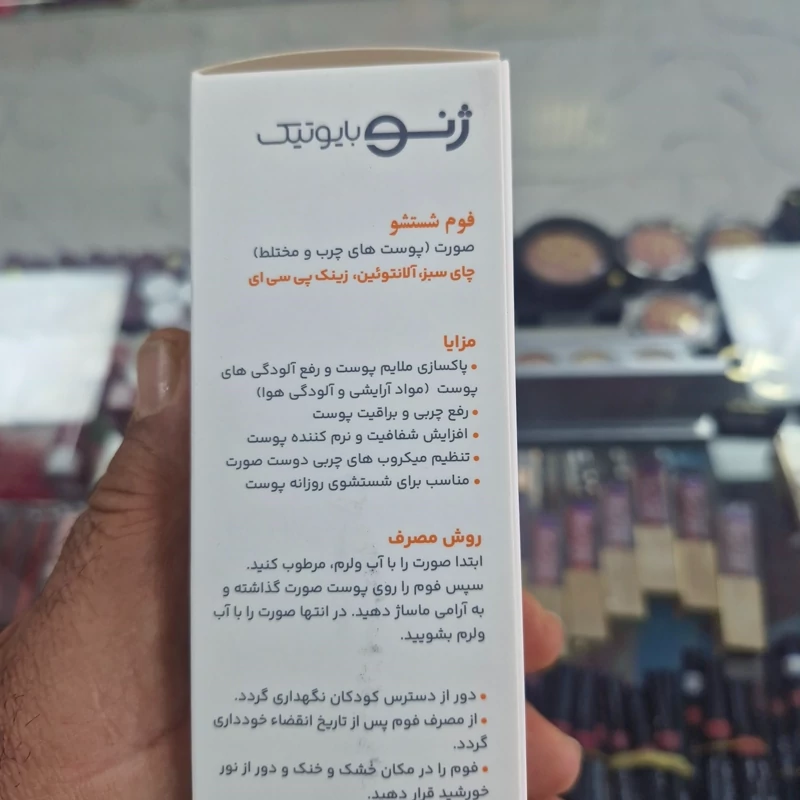 ژنو بایوتیک
فوم شستشو
صورت (پوست های چرب و مختلط)
چای سبز، آلانتوئین، زینک پی سی ای
مزایا
• پاکسازی ملایم پوست و رفع آلودگی های
پوست (مواد آرایشی و آلودگی هوا)
• رفع چربی و براقیت پوست
• افزایش شفافیت و نرم کننده پوست
• تنظیم میکروب های چربی دوست صورت
• مناسب برای شستشوی روزانه پوست
روش مصرف
ابتدا صورت را با آب ولرم، مرطوب کنید.
سپس فوم را روی پوست صورت گذاشته و
به آرامی ماساژ دهید. در انتها صورت را با آب
ولرم بشویید.
• دور از دسترس کودکان نگهداری گردد.
• از مصرف فوم پس از تاریخ انقضاء خودداری
گردد.
• فوم را در مکان خشک و خنک و دور از نور
خورشید قرار دهید.